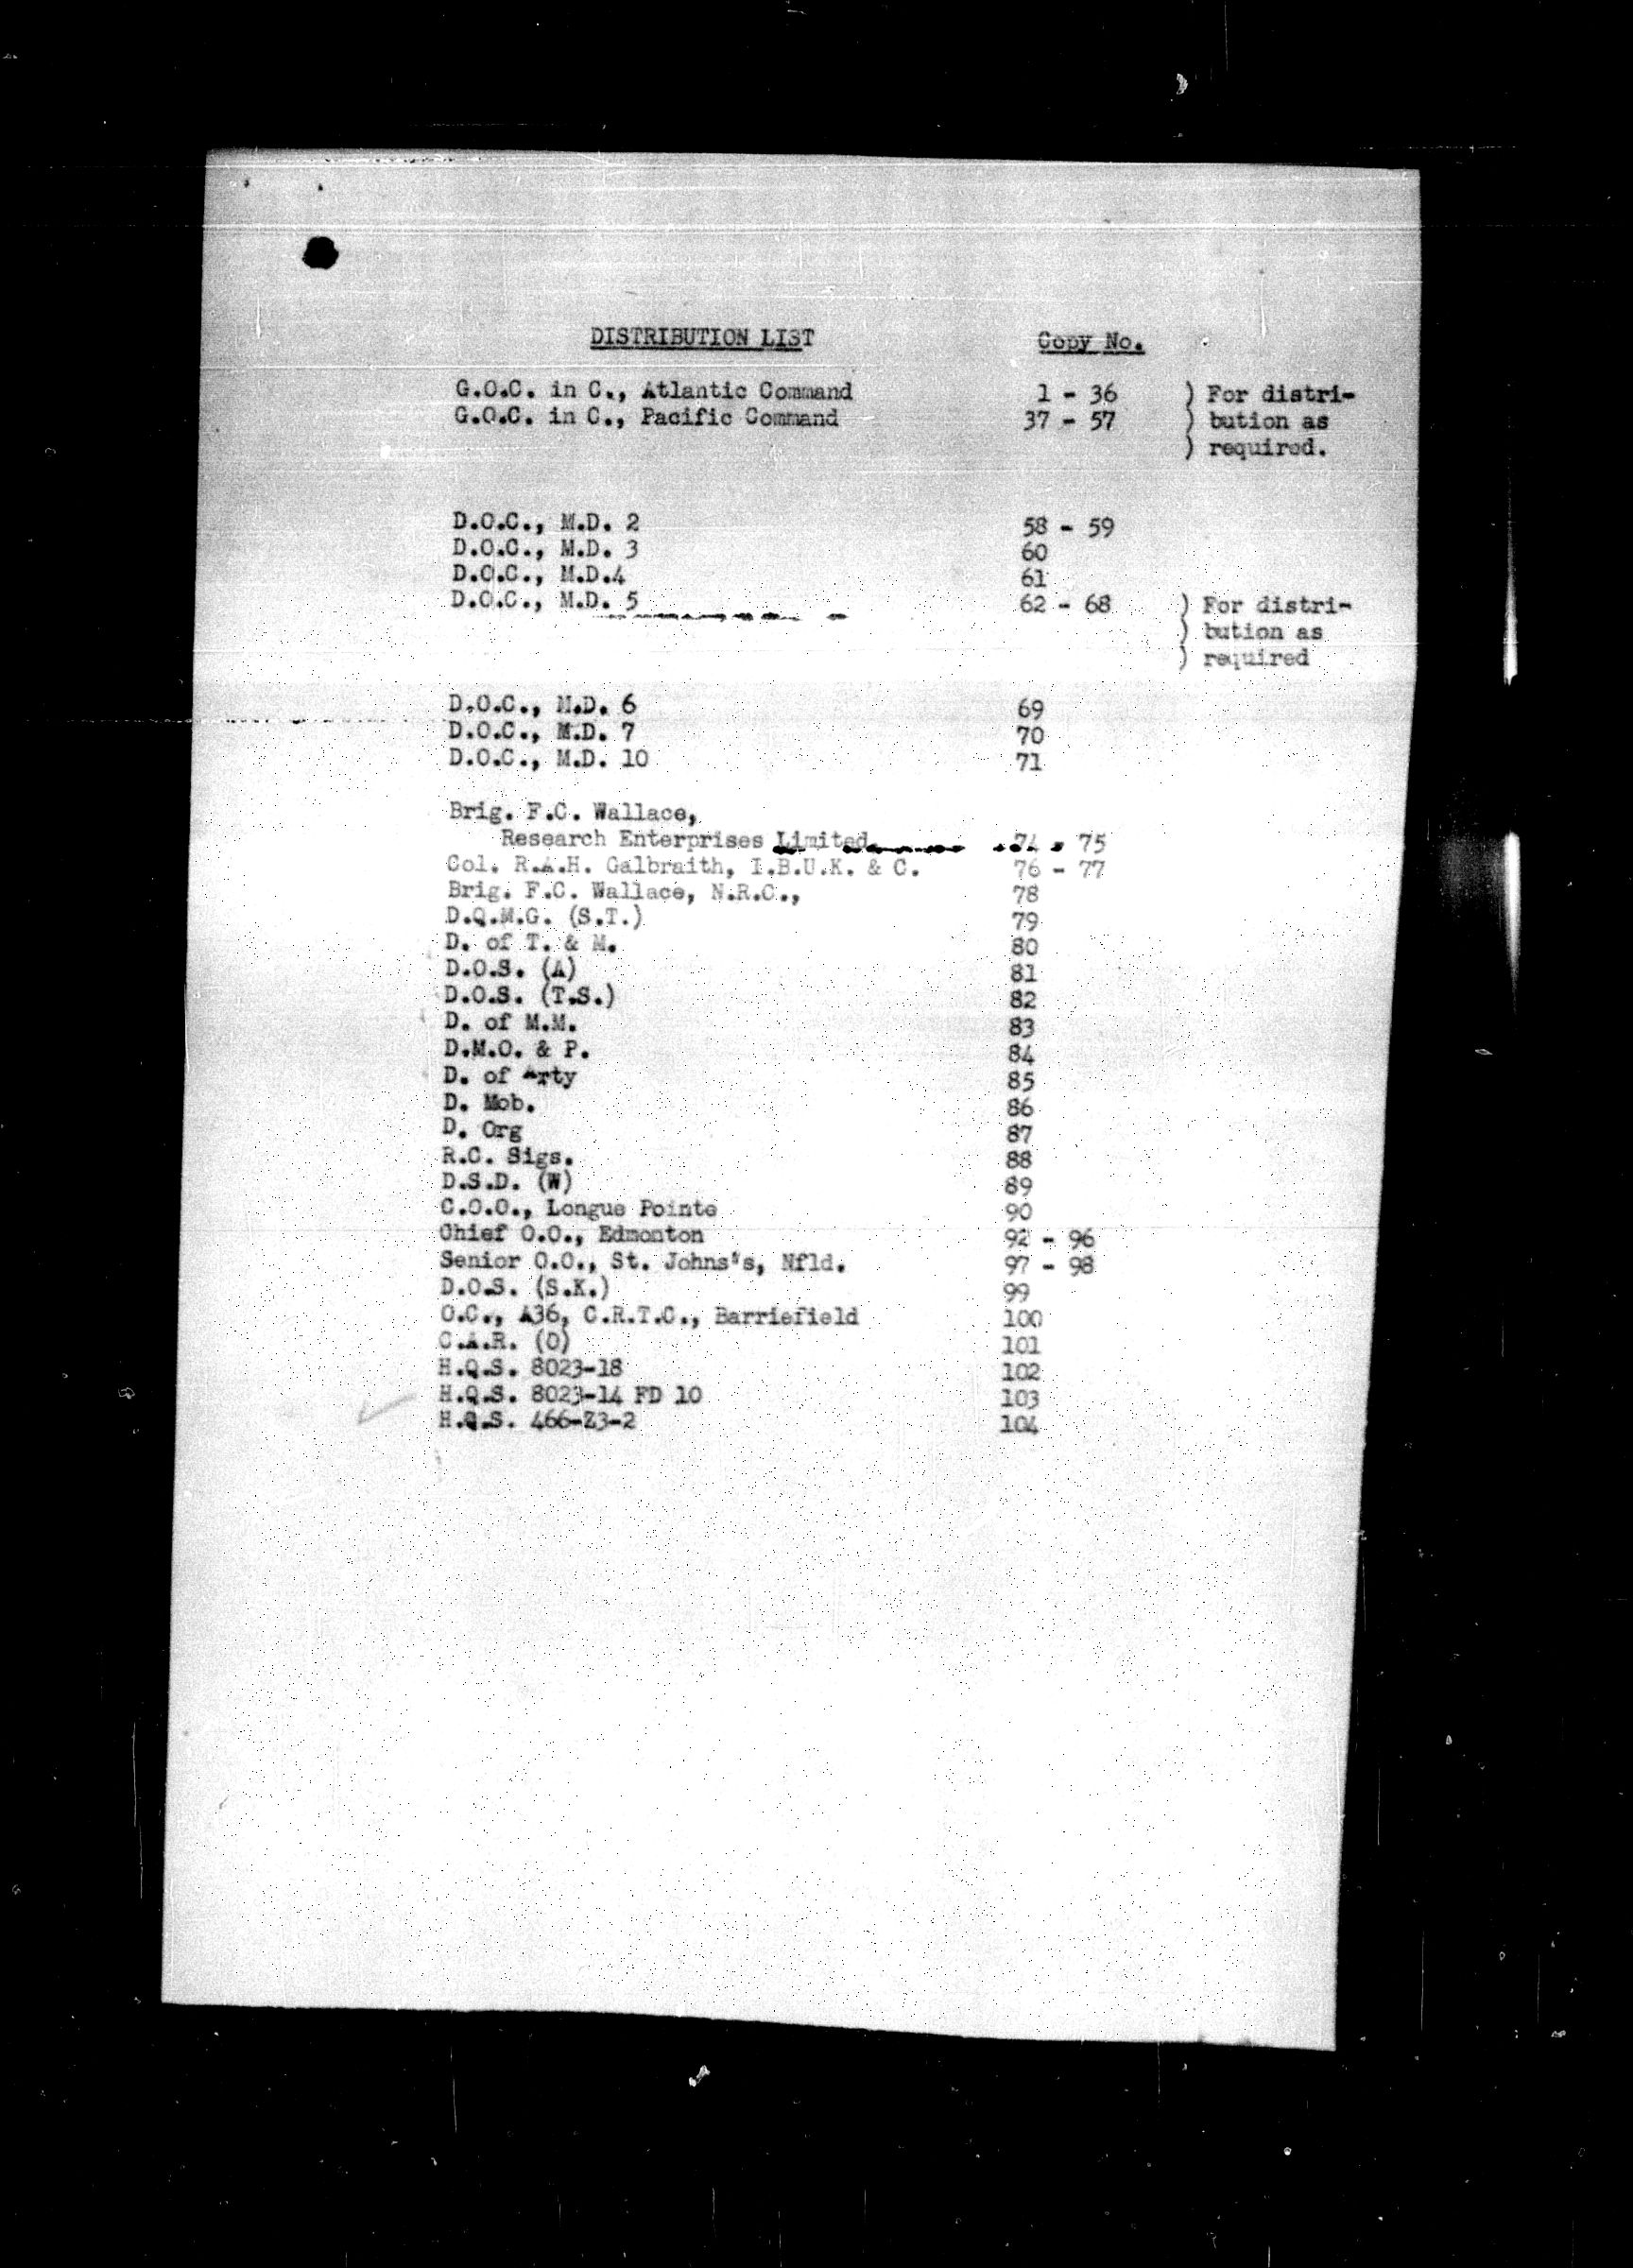 DISTRIBUTION LIST Copy No.
G.O.C. in C., Atlantic Command 1 - 36 ) For distri-
G.O.C. in C., Pacific Command 37 - 57 ) bution as
) required.
D.O.C., M.D. 2 58 - 59
D.O.C., M.D. 3 60
D.O.C., M.D.4 61
D.O.C., M.D. 5 62 - 68 ) For distri-
) bution as
) required
D.O.C., M.D. 6 69
D.O.C., M.D. 7 70
D.O.C., M.D. 10 71
Brig. F.C. Wallace,
Research Enterprises Limited 74 - 75
Col. R.A.H. Galbraith, I.B.U.K. & C. 76 - 77
Brig. F.C. Wallace, N.R.C., 78
D.Q.M.G. (S.T.) 79
D. of T. & M. 80
D.O.S. (A) 81
D.O.S. (T.S.) 82
D. of M.M. 83
D.M.O. & P. 84
D. of Arty 85
D. Mob. 86
D. Org 87
R.C. Sigs. 88
D.S.D. (W) 89
C.O.O., Longue Pointe 90
Chief O.O., Edmonton 92 - 96
Senior O.O., St. Johns's, Nfld. 97 - 98
D.O.S. (S.K.) 99
O.C., A36, C.R.T.C., Barriefield 100
C.A.R. (O) 101
H.Q.S. 8023-18 102
H.Q.S. 8023-14 FD 10 103
H.Q.S. 466-Z3-2 104